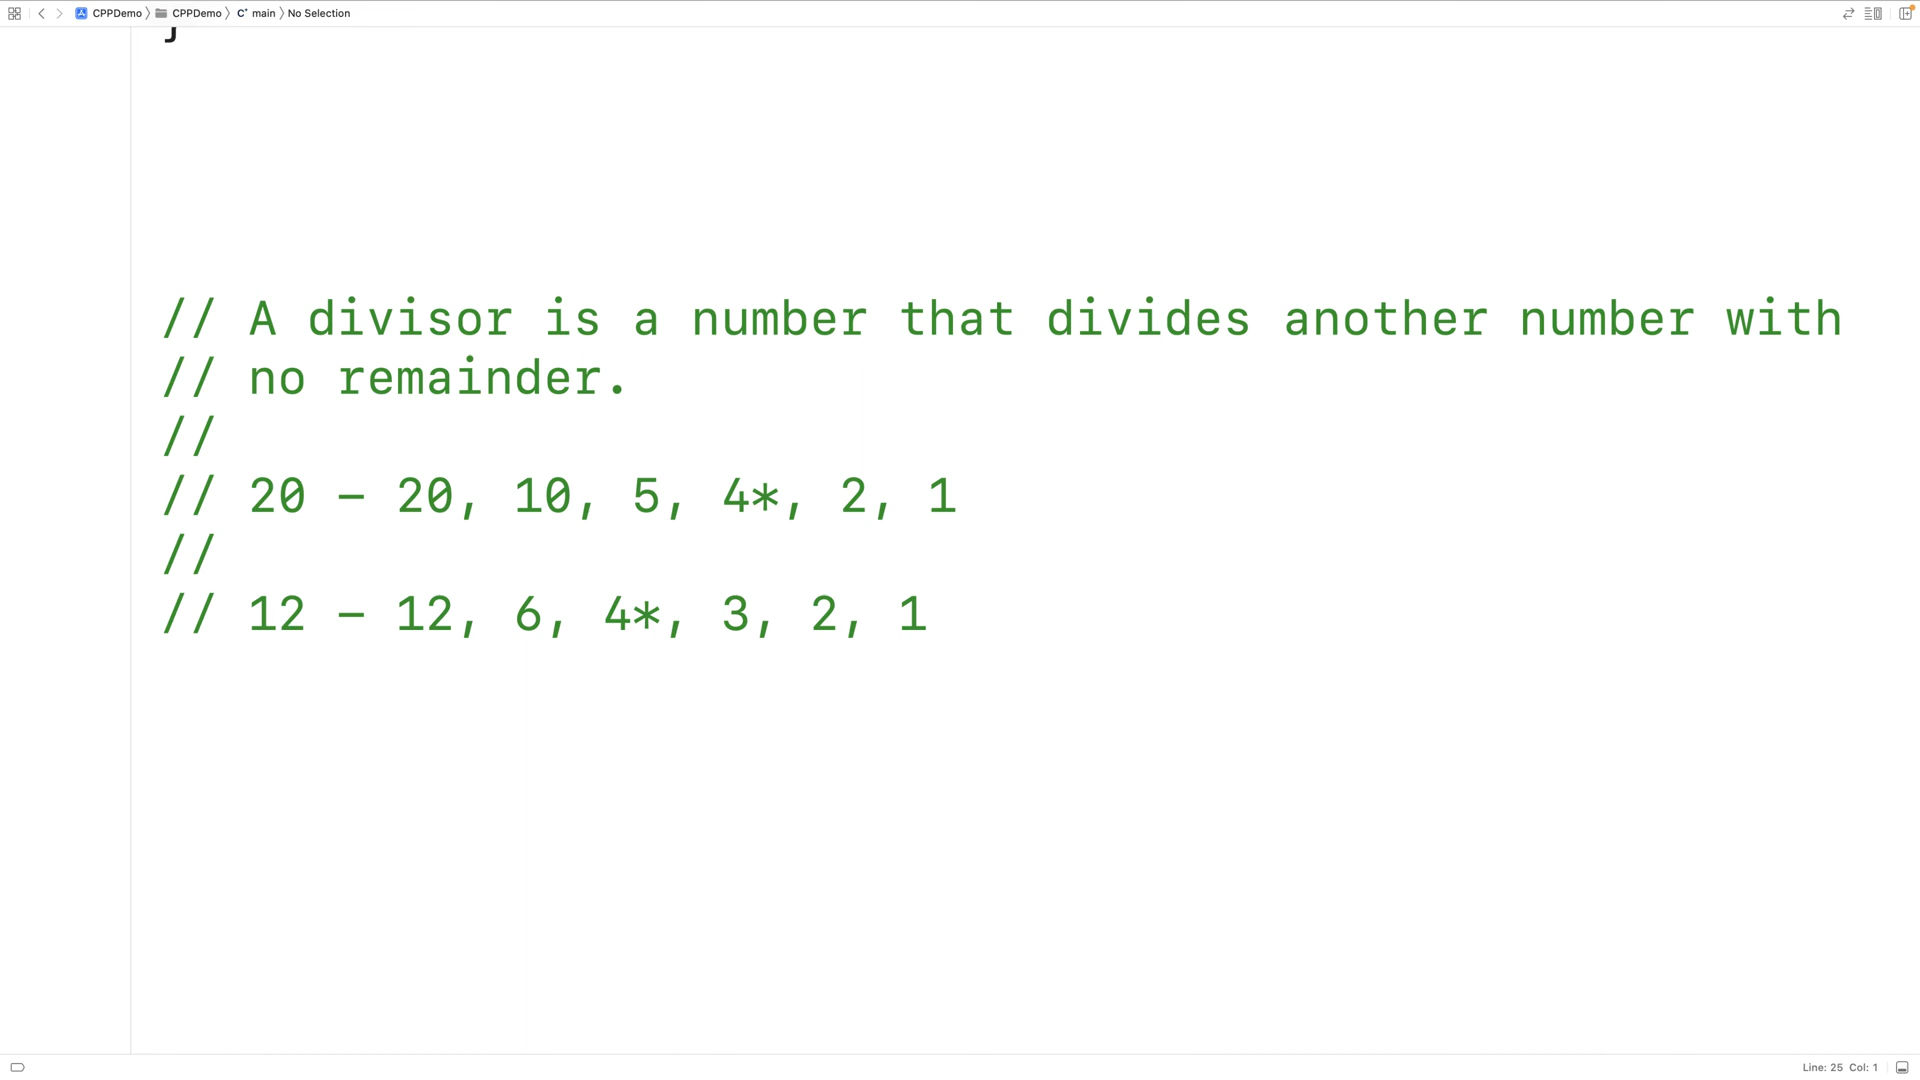 CPPDemo 〉 CPPDemo 〉 C⁺ main 〉 No Selection
}
// A divisor is a number that divides another number with
// no remainder.
//
// 20 – 20, 10, 5, 4*, 2, 1
//
// 12 – 12, 6, 4*, 3, 2, 1
Line: 25 Col: 1